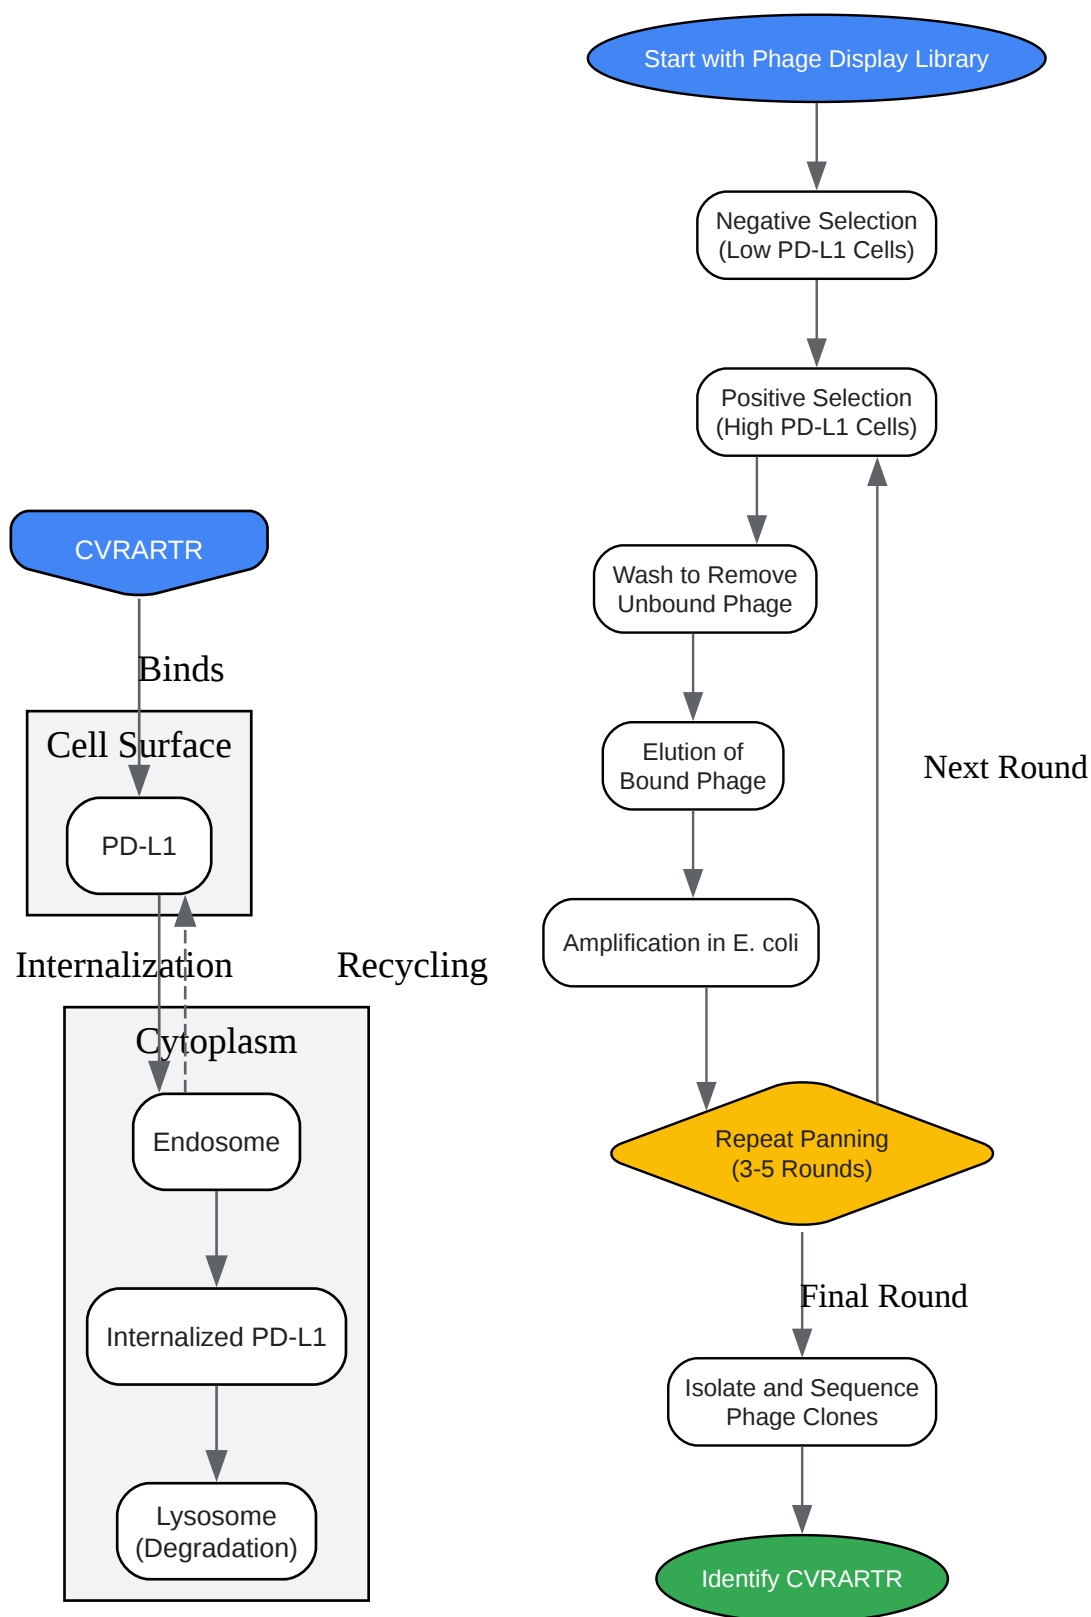 CVRARTR
Binds
Cell Surface
PD-L1
Internalization
Recycling
Cytoplasm
Endosome
Internalized PD-L1
Lysosome
(Degradation)
Start with Phage Display Library
Negative Selection
(Low PD-L1 Cells)
Positive Selection
(High PD-L1 Cells)
Wash to Remove
Unbound Phage
Elution of
Bound Phage
Next Round
Amplification in E. coli
Repeat Panning
(3-5 Rounds)
Final Round
Isolate and Sequence
Phage Clones
Identify CVRARTR